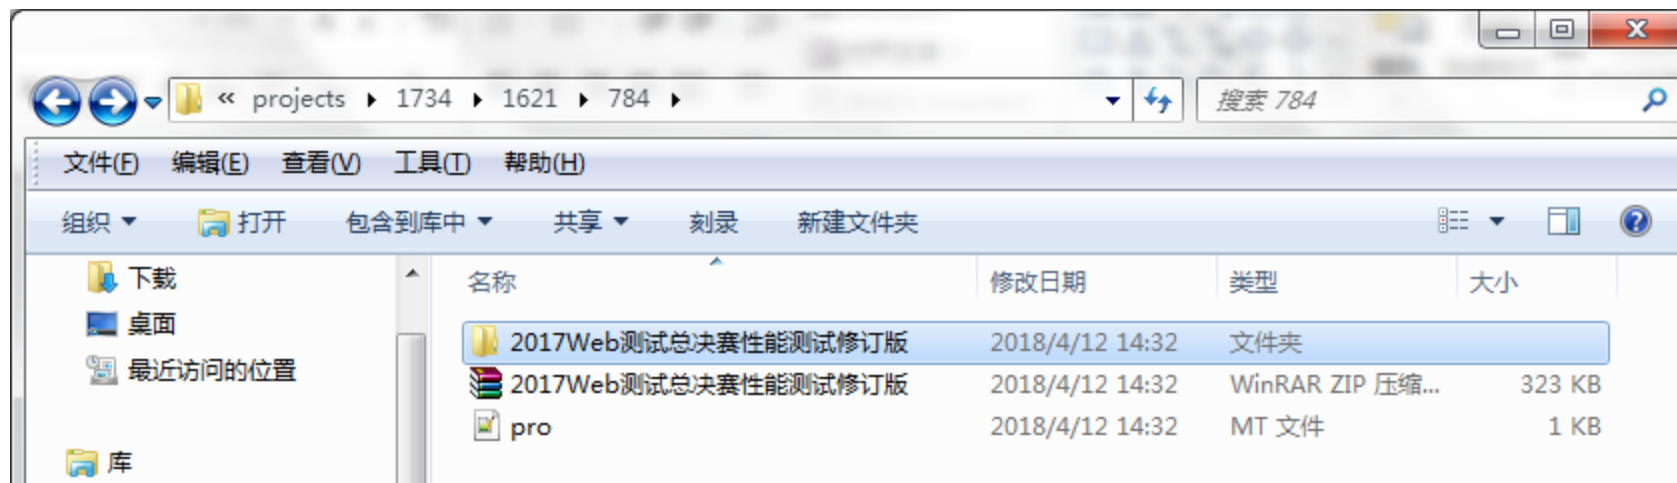 « projects ▸ 1734 ▸ 1621 ▸ 784 ▸ 搜索 784
文件(F) 编辑(E) 查看(V) 工具(T) 帮助(H)
组织 打开 包含到库中 共享 刻录 新建文件夹
下载
桌面
最近访问的位置
库
名称 修改日期 类型 大小
2017Web测试总决赛性能测试修订版 2018/4/12 14:32 文件夹
2017Web测试总决赛性能测试修订版 2018/4/12 14:32 WinRAR ZIP 压缩... 323 KB
pro 2018/4/12 14:32 MT 文件 1 KB